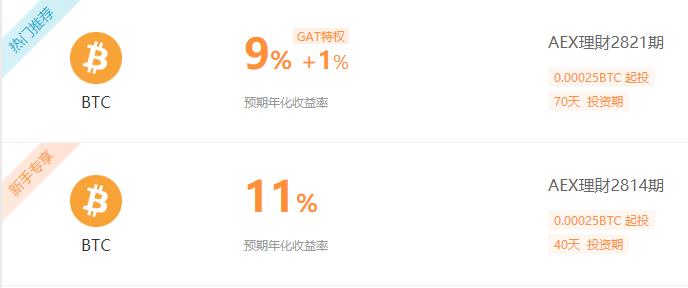 热门推荐
BTC
GAT特权
9% +1%
预期年化收益率
AEX理財2821期
0.00025BTC 起投
70天 投资期
新手专享
BTC
11%
预期年化收益率
AEX理財2814期
0.00025BTC 起投
40天 投资期